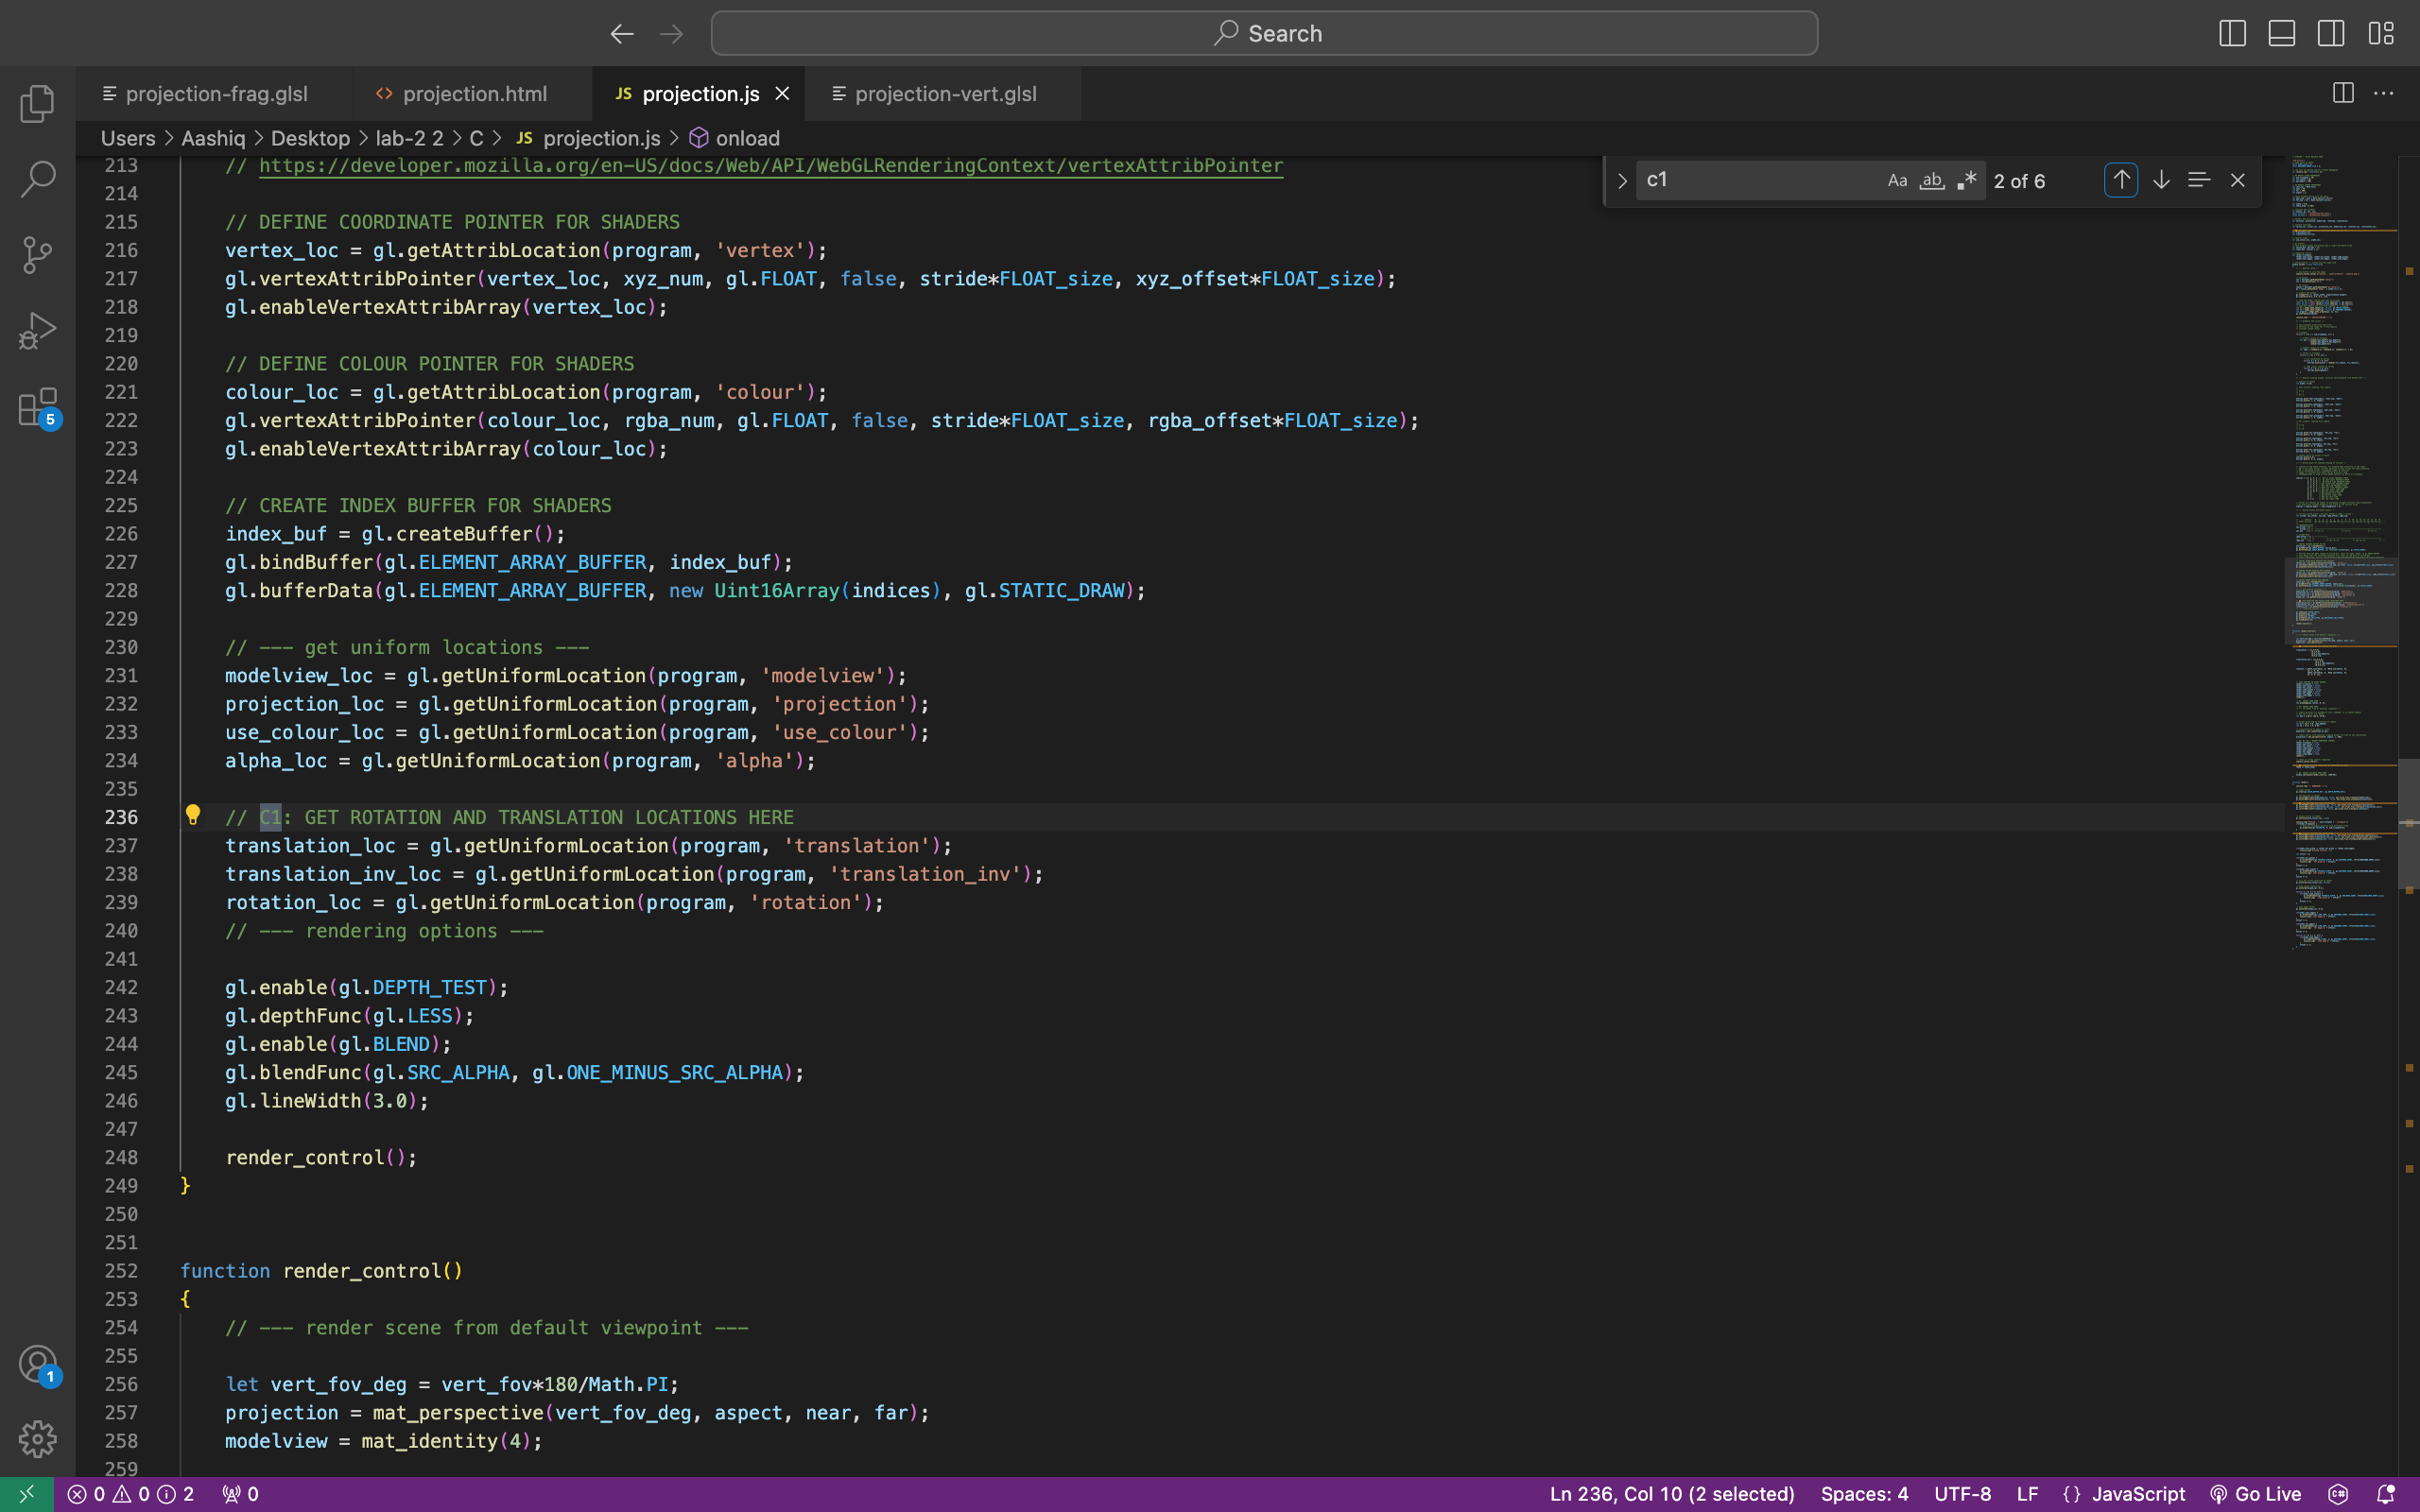 Search
projection-frag.glsl
<> projection.html
JS projection.js
projection-vert.glsl
Users > Aashiq > Desktop > lab-2 2 > C > JS projection.js > onload
c1
Aa ab .* 2 of 6
213 // https://developer.mozilla.org/en-US/docs/Web/API/WebGLRenderingContext/vertexAttribPointer
214
215 // DEFINE COORDINATE POINTER FOR SHADERS
216 vertex_loc = gl.getAttribLocation(program, 'vertex');
217 gl.vertexAttribPointer(vertex_loc, xyz_num, gl.FLOAT, false, stride*FLOAT_size, xyz_offset*FLOAT_size);
218 gl.enableVertexAttribArray(vertex_loc);
219
220 // DEFINE COLOUR POINTER FOR SHADERS
221 colour_loc = gl.getAttribLocation(program, 'colour');
222 gl.vertexAttribPointer(colour_loc, rgba_num, gl.FLOAT, false, stride*FLOAT_size, rgba_offset*FLOAT_size);
223 gl.enableVertexAttribArray(colour_loc);
224
225 // CREATE INDEX BUFFER FOR SHADERS
226 index_buf = gl.createBuffer();
227 gl.bindBuffer(gl.ELEMENT_ARRAY_BUFFER, index_buf);
228 gl.bufferData(gl.ELEMENT_ARRAY_BUFFER, new Uint16Array(indices), gl.STATIC_DRAW);
229
230 // --- get uniform locations ---
231 modelview_loc = gl.getUniformLocation(program, 'modelview');
232 projection_loc = gl.getUniformLocation(program, 'projection');
233 use_colour_loc = gl.getUniformLocation(program, 'use_colour');
234 alpha_loc = gl.getUniformLocation(program, 'alpha');
235
236 // C1: GET ROTATION AND TRANSLATION LOCATIONS HERE
237 translation_loc = gl.getUniformLocation(program, 'translation');
238 translation_inv_loc = gl.getUniformLocation(program, 'translation_inv');
239 rotation_loc = gl.getUniformLocation(program, 'rotation');
240 // --- rendering options ---
241
242 gl.enable(gl.DEPTH_TEST);
243 gl.depthFunc(gl.LESS);
244 gl.enable(gl.BLEND);
245 gl.blendFunc(gl.SRC_ALPHA, gl.ONE_MINUS_SRC_ALPHA);
246 gl.lineWidth(3.0);
247
248 render_control();
249 }
250
251
252 function render_control()
253 {
254 // --- render scene from default viewpoint ---
255
256 let vert_fov_deg = vert_fov*180/Math.PI;
257 projection = mat_perspective(vert_fov_deg, aspect, near, far);
258 modelview = mat_identity(4);
259
5
1
0 0 2 0
Ln 236, Col 10 (2 selected) Spaces: 4 UTF-8 LF {} JavaScript Go Live